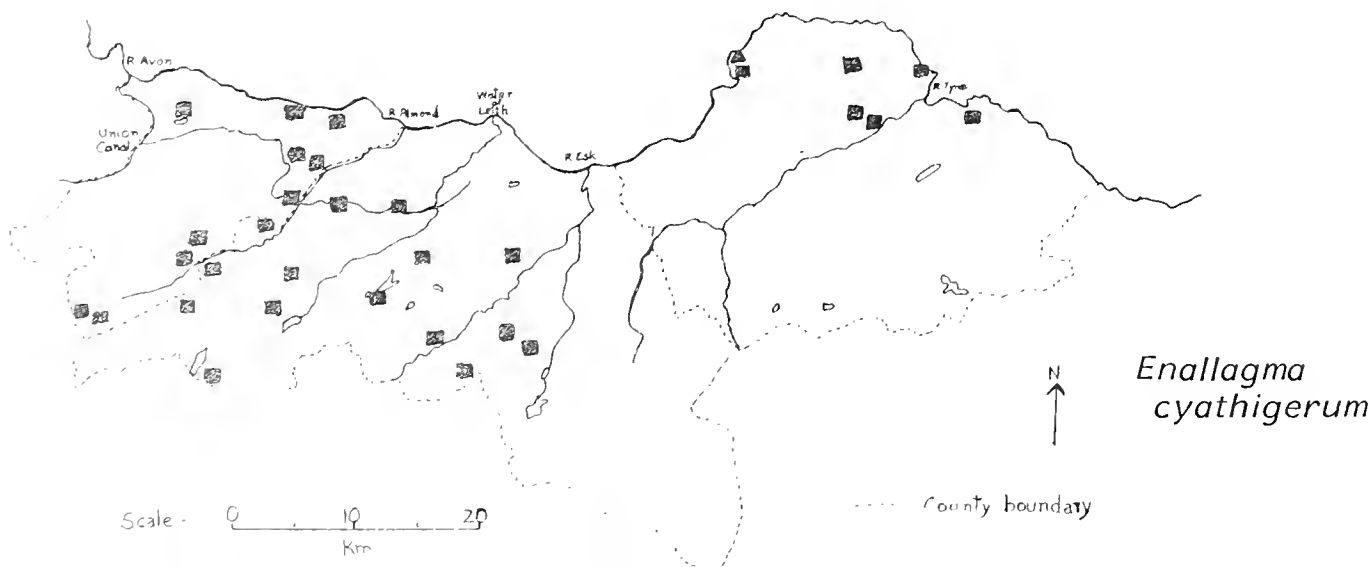 R Avon
Union
Canal
R Almond
Water
of
Leith
R Esk
R Tyne
N
Enallagma
cyathigerum
County boundary
Scale -
0 10 20
Km